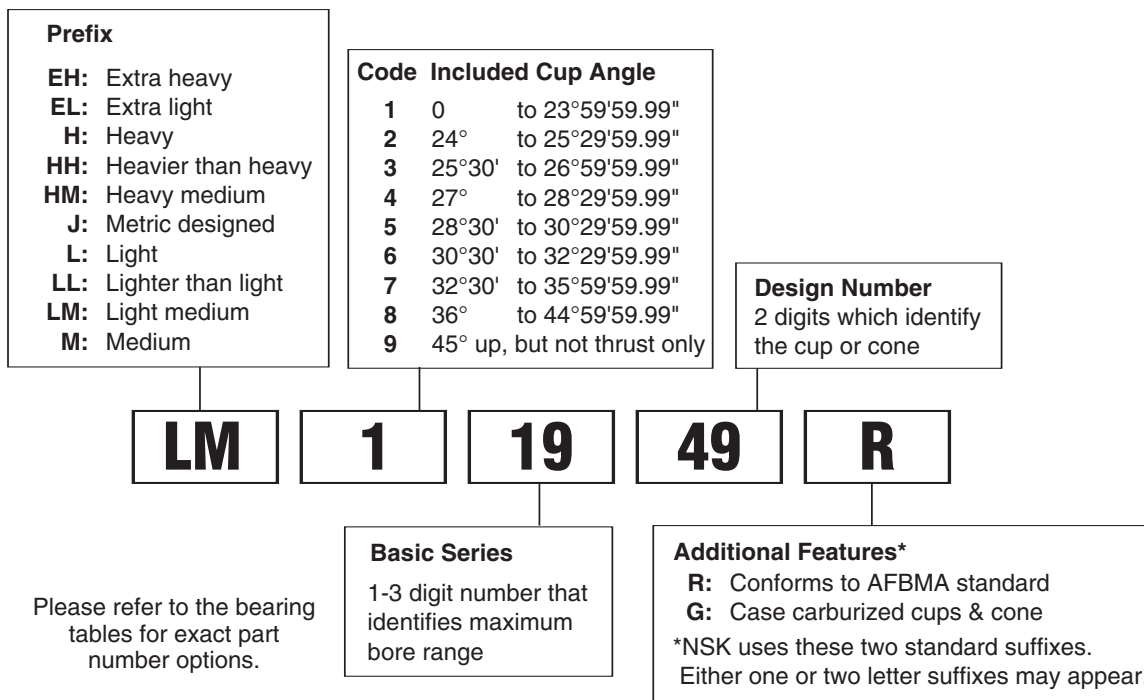 Prefix
EH: Extra heavy
EL: Extra light
H: Heavy
HH: Heavier than heavy
HM: Heavy medium
J: Metric designed
L: Light
LL: Lighter than light
LM: Light medium
M: Medium
Code Included Cup Angle
1 0 to 23°59'59.99"
2 24° to 25°29'59.99"
3 25°30' to 26°59'59.99"
4 27° to 28°29'59.99"
5 28°30' to 30°29'59.99"
6 30°30' to 32°29'59.99"
7 32°30' to 35°59'59.99"
8 36° to 44°59'59.99"
9 45° up, but not thrust only
Design Number
2 digits which identify
the cup or cone
LM 1 19 49 R
Please refer to the bearing
tables for exact part
number options.
Basic Series
1-3 digit number that
identifies maximum
bore range
Additional Features*
R: Conforms to AFBMA standard
G: Case carburized cups & cone
*NSK uses these two standard suffixes.
Either one or two letter suffixes may appear